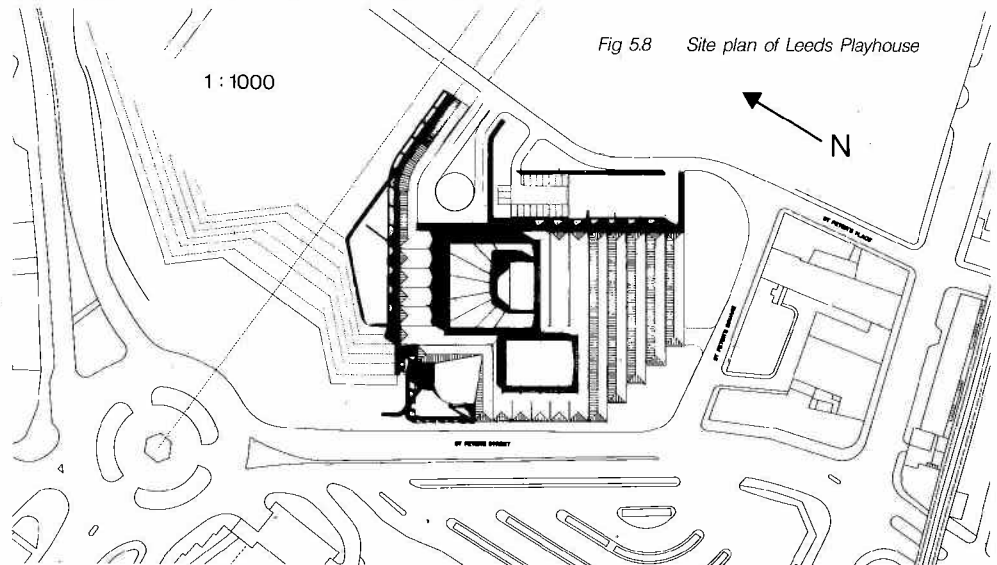 Fig 5.8 Site plan of Leeds Playhouse
1 : 1000
N
ST PETER'S PLACE
ST PETER'S SQUARE
ST PETER'S STREET